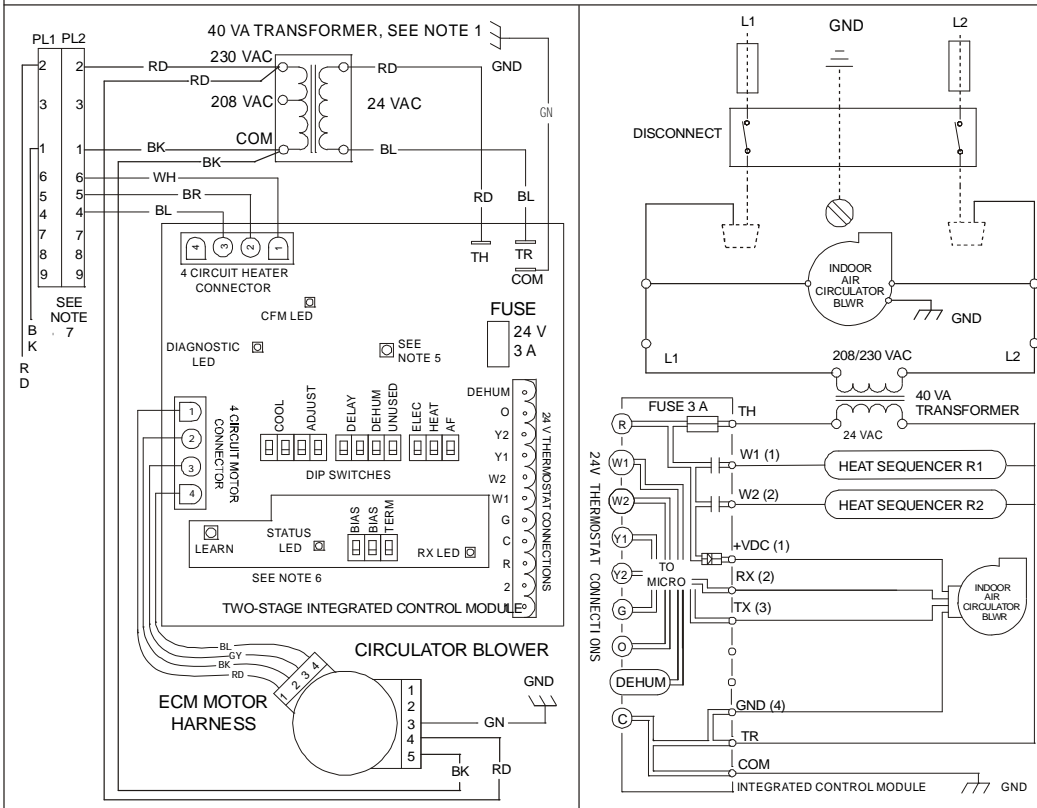 40 VA TRANSFORMER, SEE NOTE 1
PL1 PL2
2 2
3 3
1 1
6 6
5 5
4 4
7 7
8 8
9 9
SEE
NOTE
7
BK
RD
RD
RD
BK
BK
WH
BR
BL
230 VAC
208 VAC
COM
24 VAC
RD
BL
GND
GN
RD
BL
TH
TR
COM
4 3 2 1
4 CIRCUIT HEATER
CONNECTOR
CFM LED
DIAGNOSTIC
LED
SEE
NOTE 5
FUSE
24 V
3 A
1
2
3
4
4 CIRCUIT MOTOR
CONNECTOR
COOL
ADJUST
DELAY
DEHUM
UNUSED
ELEC
HEAT
AF
DIP SWITCHES
DEHUM
O
Y2
Y1
W2
W1
G
C
R
2
24 V THERMOSTAT CONNECTIONS
LEARN
STATUS
LED
BIAS
BIAS
TERM
RX LED
SEE NOTE 6
TWO-STAGE INTEGRATED CONTROL MODULE
BL
GY
BK
RD
1 2 3 4
ECM MOTOR
HARNESS
CIRCULATOR BLOWER
1
2
3
4
5
GND
GN
BK
RD
L1
GND
L2
DISCONNECT
INDOOR
AIR
CIRCULATOR
BLWR
GND
L1
208/230 VAC
L2
40 VA
TRANSFORMER
24 VAC
FUSE 3 A
TH
R
W1
W2
Y1
Y2
G
O
DEHUM
C
24V THERMOSTAT CONNECTIONS
W1 (1)
HEAT SEQUENCER R1
W2 (2)
HEAT SEQUENCER R2
+VDC (1)
TO
MICRO
RX (2)
TX (3)
INDOOR
AIR
CIRCULATOR
BLWR
GND (4)
TR
COM
INTEGRATED CONTROL MODULE
GND